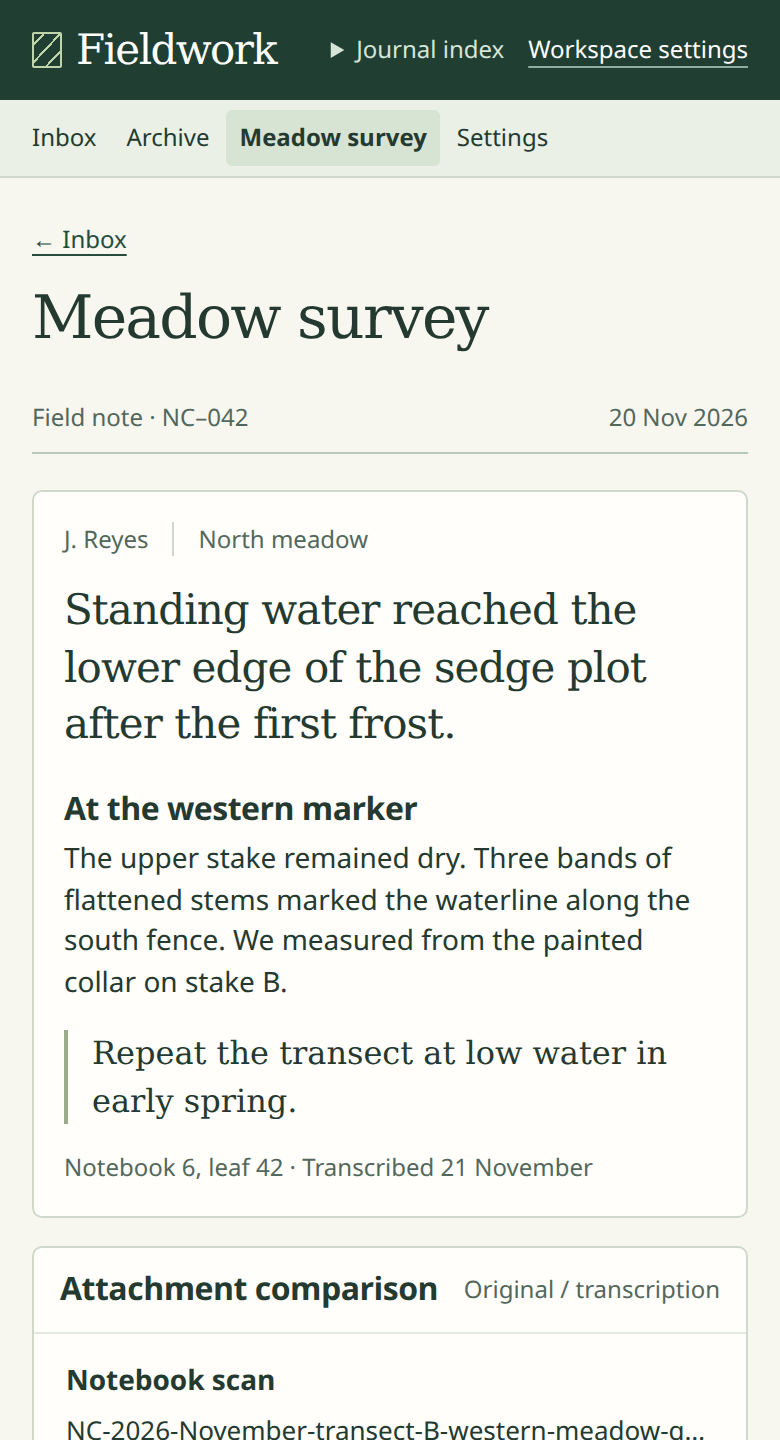 Fieldwork
▶ Journal index
Workspace settings
Inbox
Archive
Meadow survey
Settings
← Inbox
Meadow survey
Field note · NC–042
20 Nov 2026
J. Reyes
North meadow
Standing water reached the
lower edge of the sedge plot
after the first frost.
At the western marker
The upper stake remained dry. Three bands of
flattened stems marked the waterline along the
south fence. We measured from the painted
collar on stake B.
Repeat the transect at low water in
early spring.
Notebook 6, leaf 42 · Transcribed 21 November
Attachment comparison
Original / transcription
Notebook scan
NC-2026-November-transect-B-western-meadow-g…